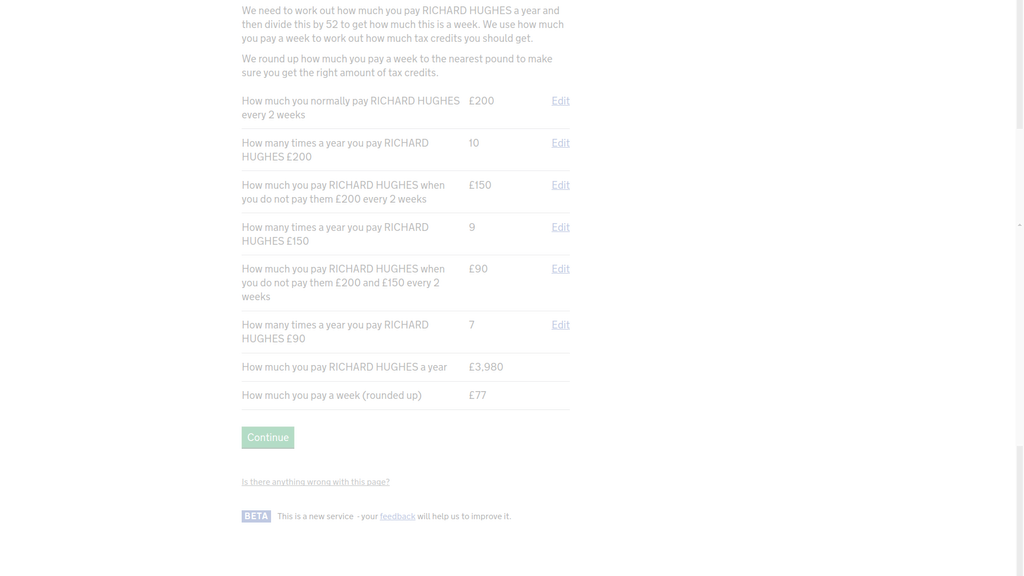 We need to work out how much you pay RICHARD HUGHES a year and
then divide this by 52 to get how much this is a week. We use how much
you pay a week to work out how much tax credits you should get.
We round up how much you pay a week to the nearest pound to make
sure you get the right amount of tax credits.
How much you normally pay RICHARD HUGHES £200 Edit
every 2 weeks
How many times a year you pay RICHARD 10 Edit
HUGHES £200
How much you pay RICHARD HUGHES when £150 Edit
you do not pay them £200 every 2 weeks
How many times a year you pay RICHARD 9 Edit
HUGHES £150
How much you pay RICHARD HUGHES when £90 Edit
you do not pay them £200 and £150 every 2
weeks
How many times a year you pay RICHARD 7 Edit
HUGHES £90
How much you pay RICHARD HUGHES a year £3,980
How much you pay a week (rounded up) £77
Continue
Is there anything wrong with this page?
BETA This is a new service - your feedback will help us to improve it.